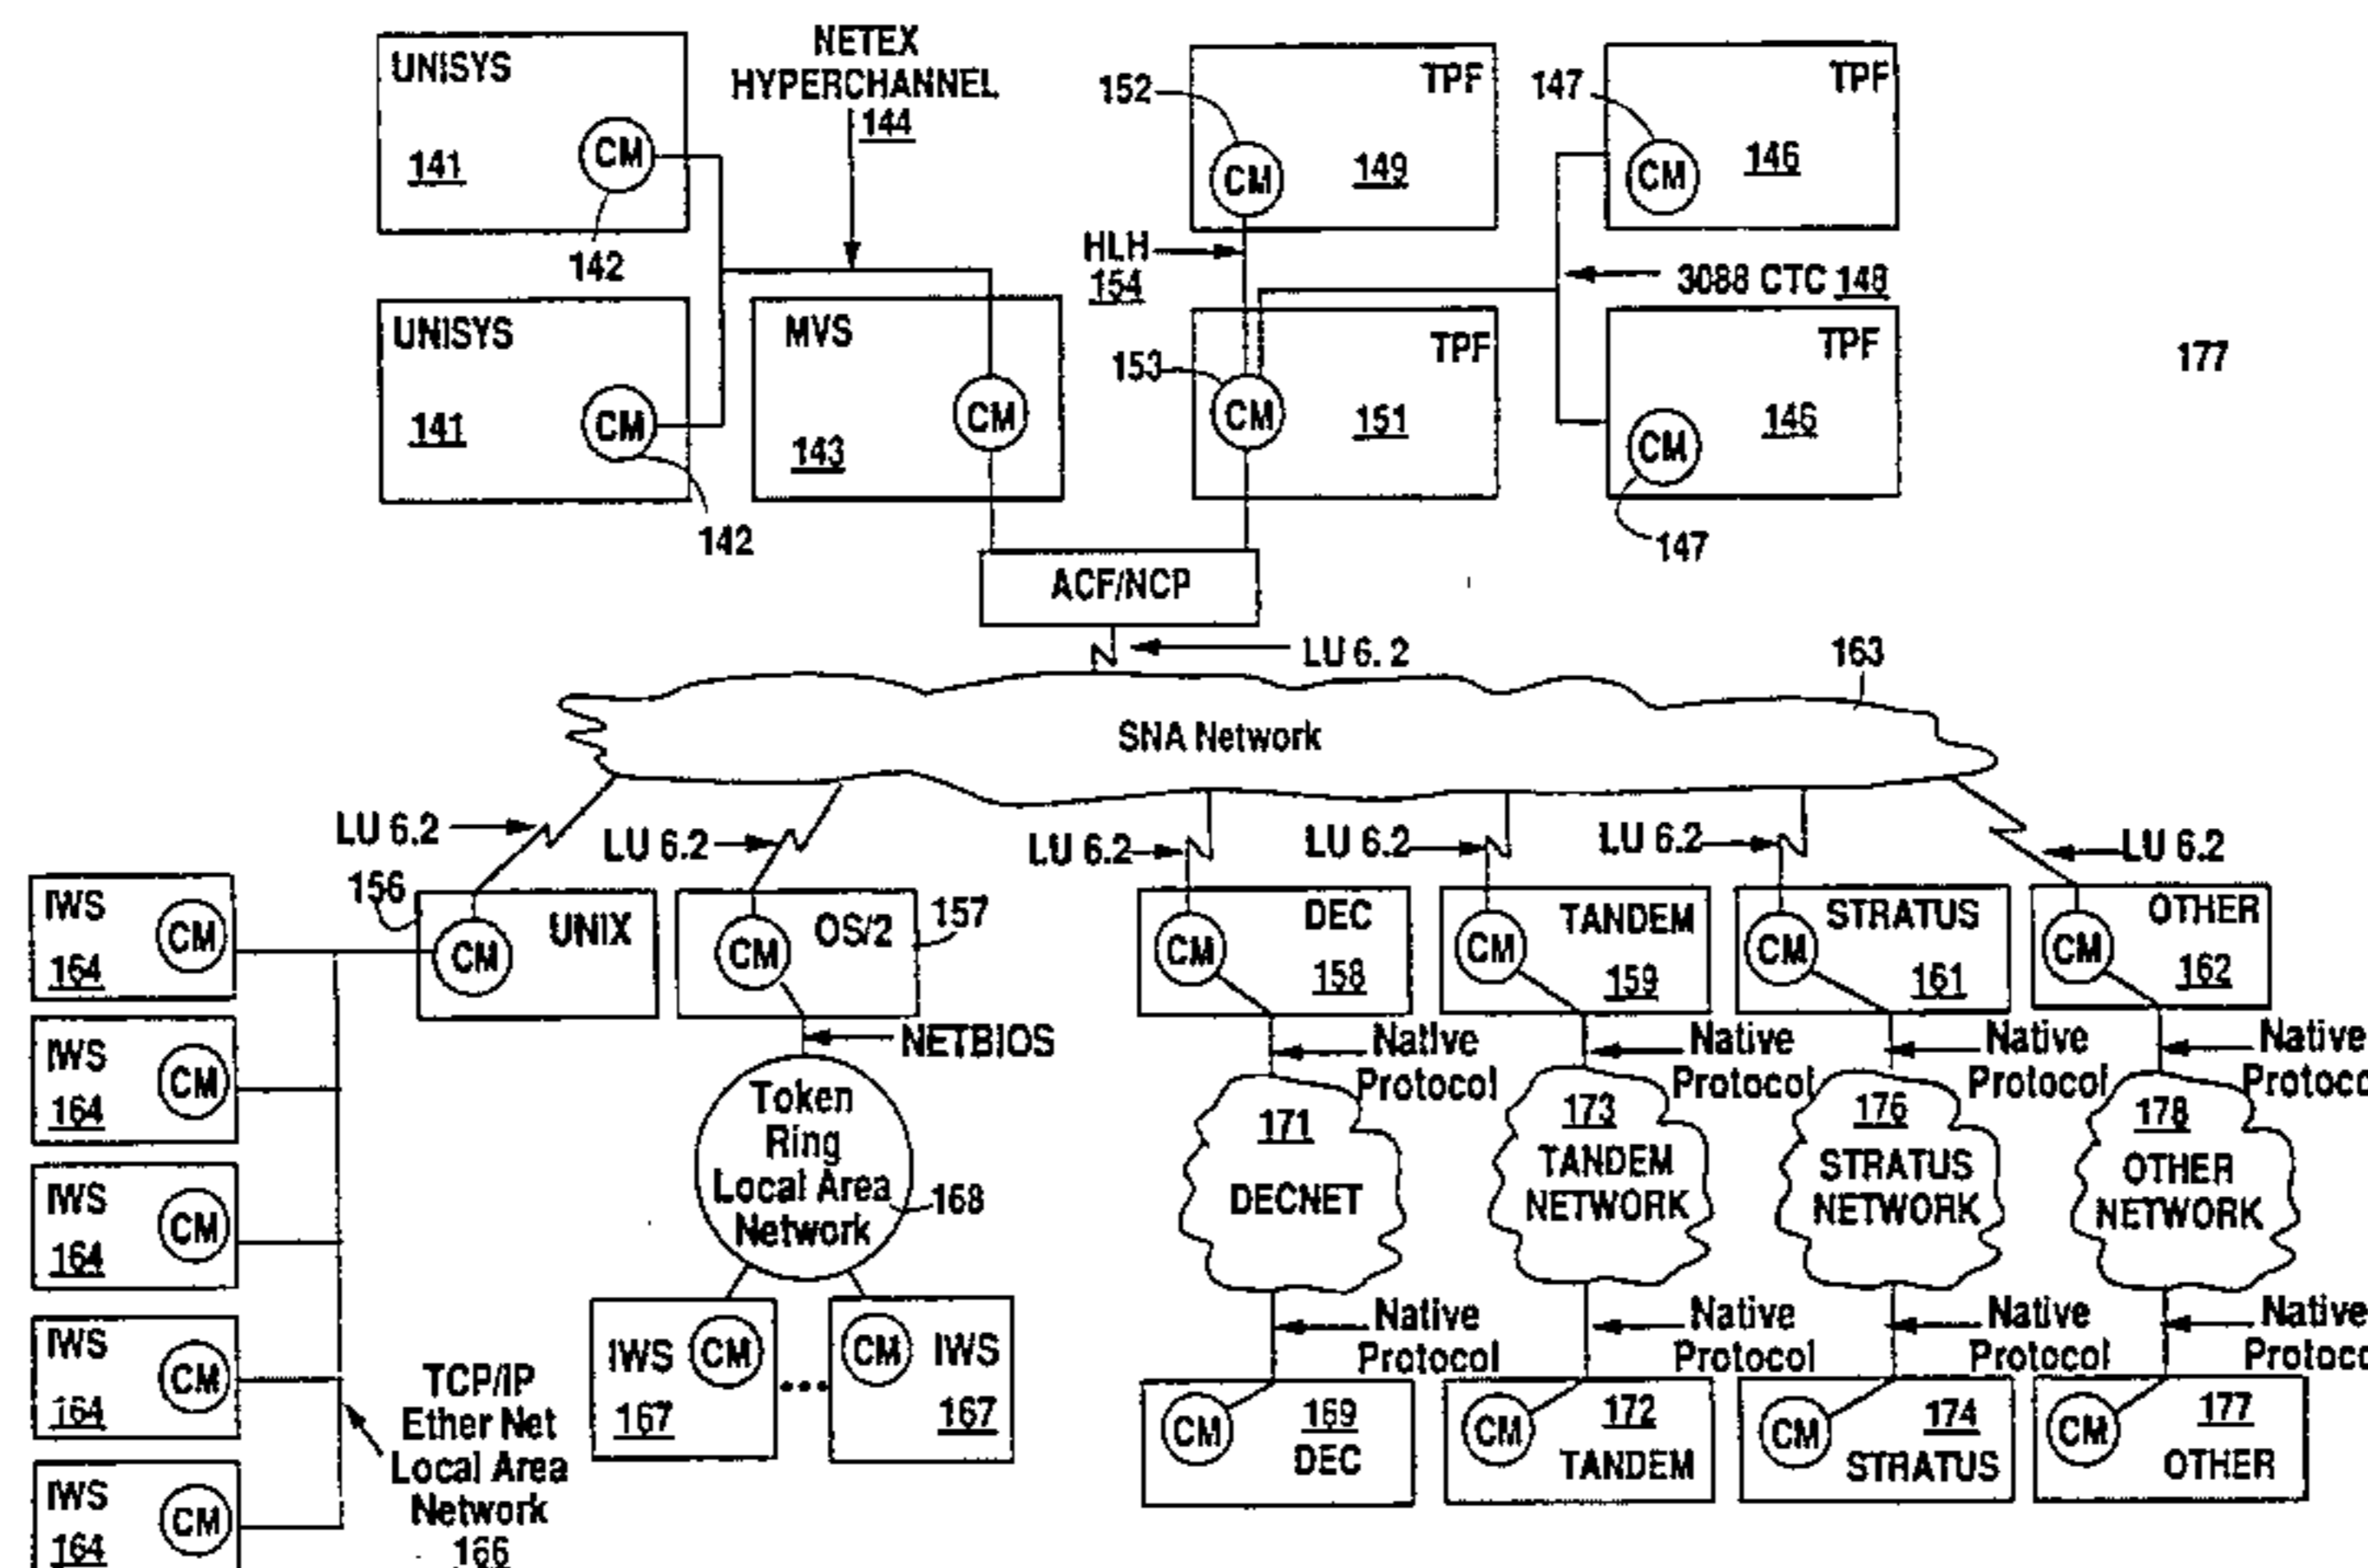 UNISYS
CM
141
142
NETEX
HYPERCHANNEL
144
152
TPF
CM
149
147
TPF
CM
146
HLH
154
3088 CTC 148
UNISYS
CM
141
142
MVS
CM
143
153
TPF
CM
151
TPF
146
CM
147
177
ACF/NCP
LU 6.2
163
SNA Network
LU 6.2
LU 6.2
LU 6.2
LU 6.2
LU 6.2
LU 6.2
156
UNIX
CM
OS/2
CM
157
DEC
CM
158
TANDEM
CM
159
STRATUS
CM
161
OTHER
CM
162
IWS
CM
164
IWS
CM
164
IWS
CM
164
IWS
CM
164
IWS
CM
164
TCP/IP
Ether Net
Local Area
Network
166
NETBIOS
Token
Ring
Local Area
Network
168
IWS
CM
167
CM
IWS
167
Native
Protocol
Native
Protocol
Native
Protocol
Native
Protoco
171
DECNET
173
TANDEM
NETWORK
176
STRATUS
NETWORK
178
OTHER
NETWORK
Native
Protocol
Native
Protocol
Native
Protocol
Native
Protoco
CM
169
DEC
CM
172
TANDEM
CM
174
STRATUS
CM
177
OTHER